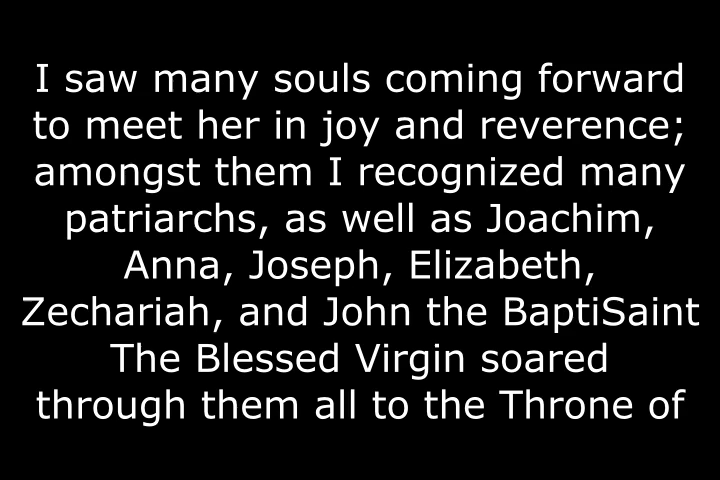 I saw many souls coming forward
to meet her in joy and reverence;
amongst them I recognized many
patriarchs, as well as Joachim,
Anna, Joseph, Elizabeth,
Zechariah, and John the BaptiSaint
The Blessed Virgin soared
through them all to the Throne of